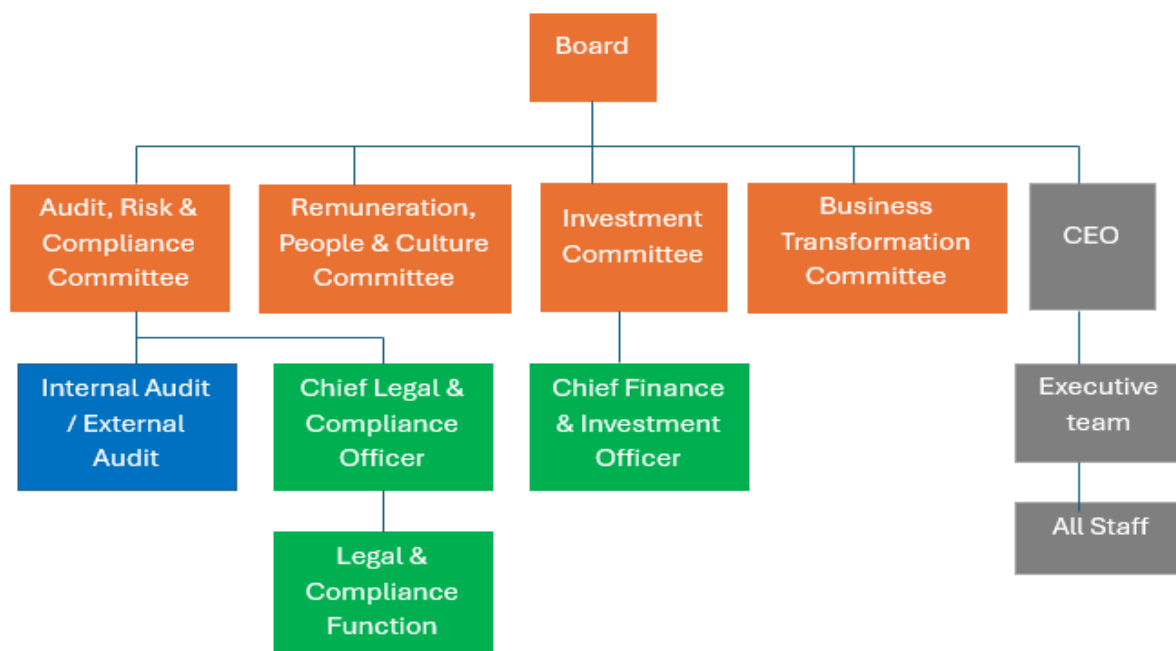 Board
Audit, Risk &
Compliance
Committee
Remuneration,
People & Culture
Committee
Investment
Committee
Business
Transformation
Committee
CEO
Internal Audit
/ External
Audit
Chief Legal &
Compliance
Officer
Chief Finance
& Investment
Officer
Executive
team
Legal &
Compliance
Function
All Staff